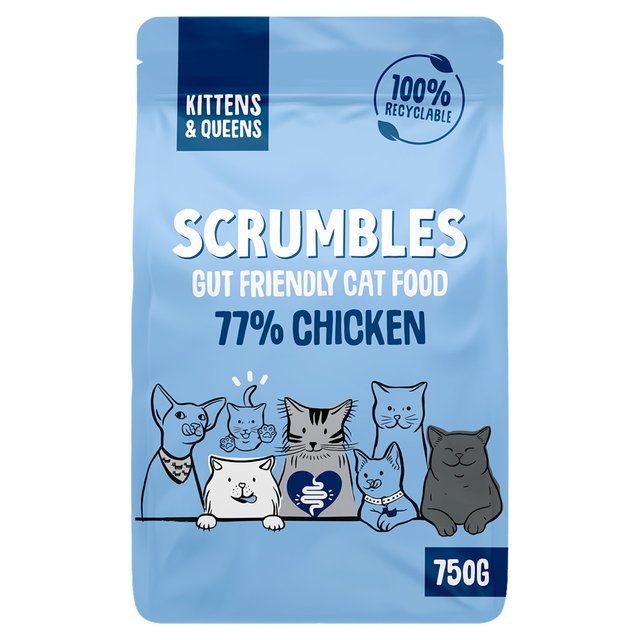 KITTENS
& QUEENS
100%
RECYCLABLE
SCRUMBLES
GUT FRIENDLY CAT FOOD
77% CHICKEN
750G